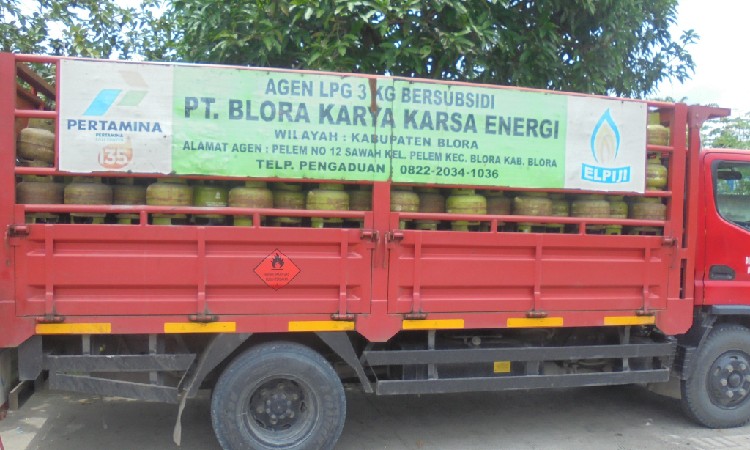 PERTAMINA
135
AGEN LPG 3 KG BERSUBSIDI
PT. BLORA KARYA KARSA ENERGI
WILAYAH : KABUPATEN BLORA
ALAMAT AGEN : PELEM NO 12 SAWAH KEL. PELEM KEC. BLORA KAB. BLORA
TELP. PENGADUAN : 0822-2034-1036
ELPIJI